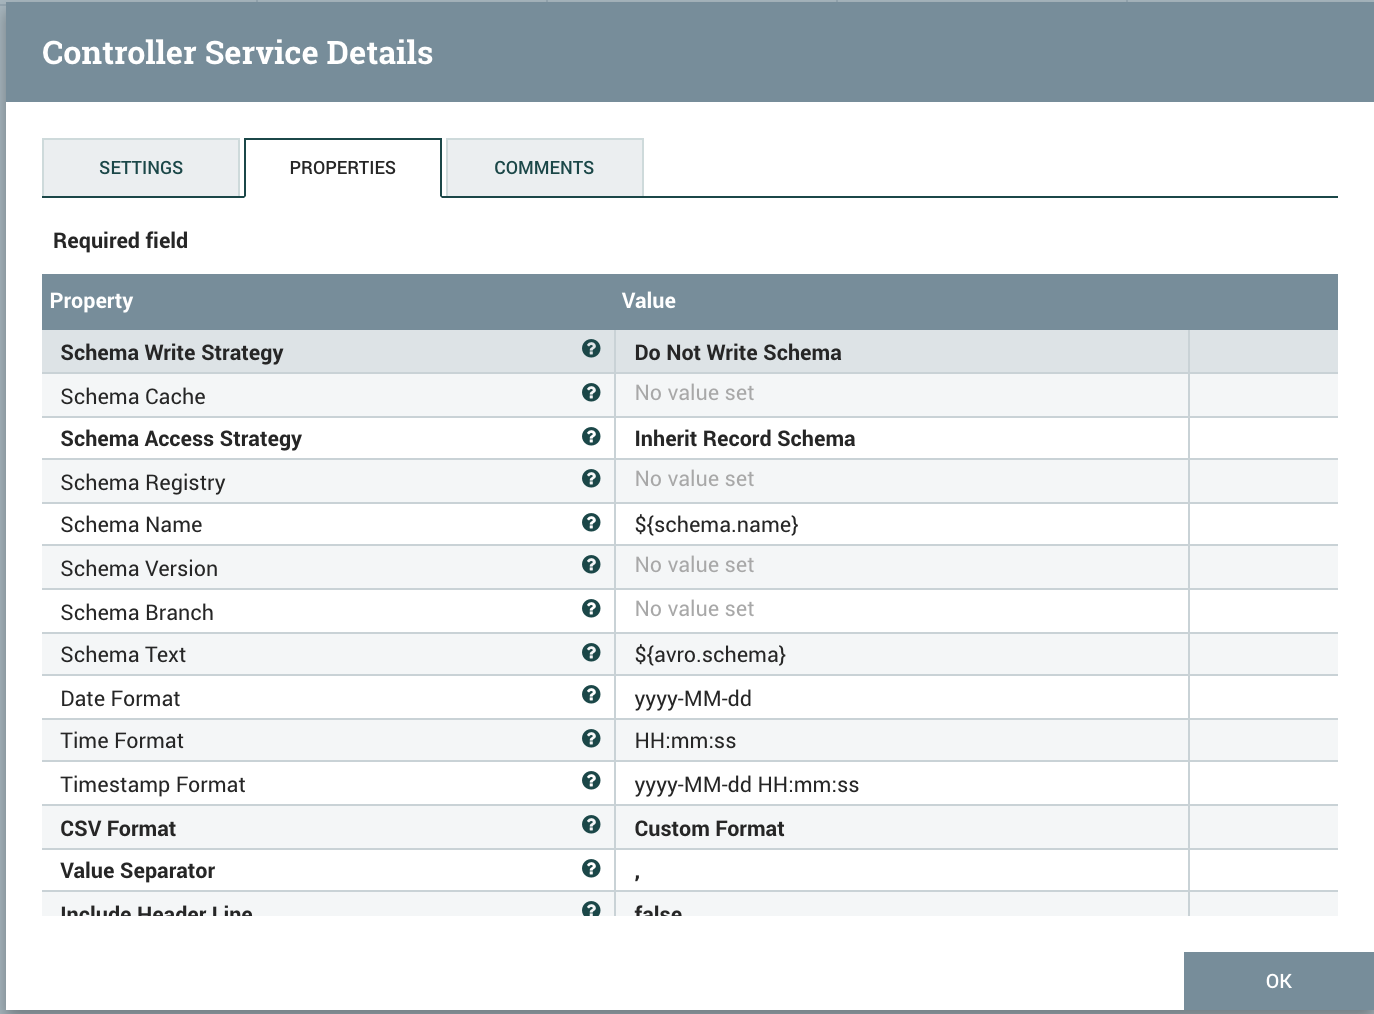 Controller Service Details
SETTINGS PROPERTIES COMMENTS
Required field
Property Value
Schema Write Strategy Do Not Write Schema
Schema Cache No value set
Schema Access Strategy Inherit Record Schema
Schema Registry No value set
Schema Name ${schema.name}
Schema Version No value set
Schema Branch No value set
Schema Text ${avro.schema}
Date Format yyyy-MM-dd
Time Format HH:mm:ss
Timestamp Format yyyy-MM-dd HH:mm:ss
CSV Format Custom Format
Value Separator ,
Include Header Line false
OK